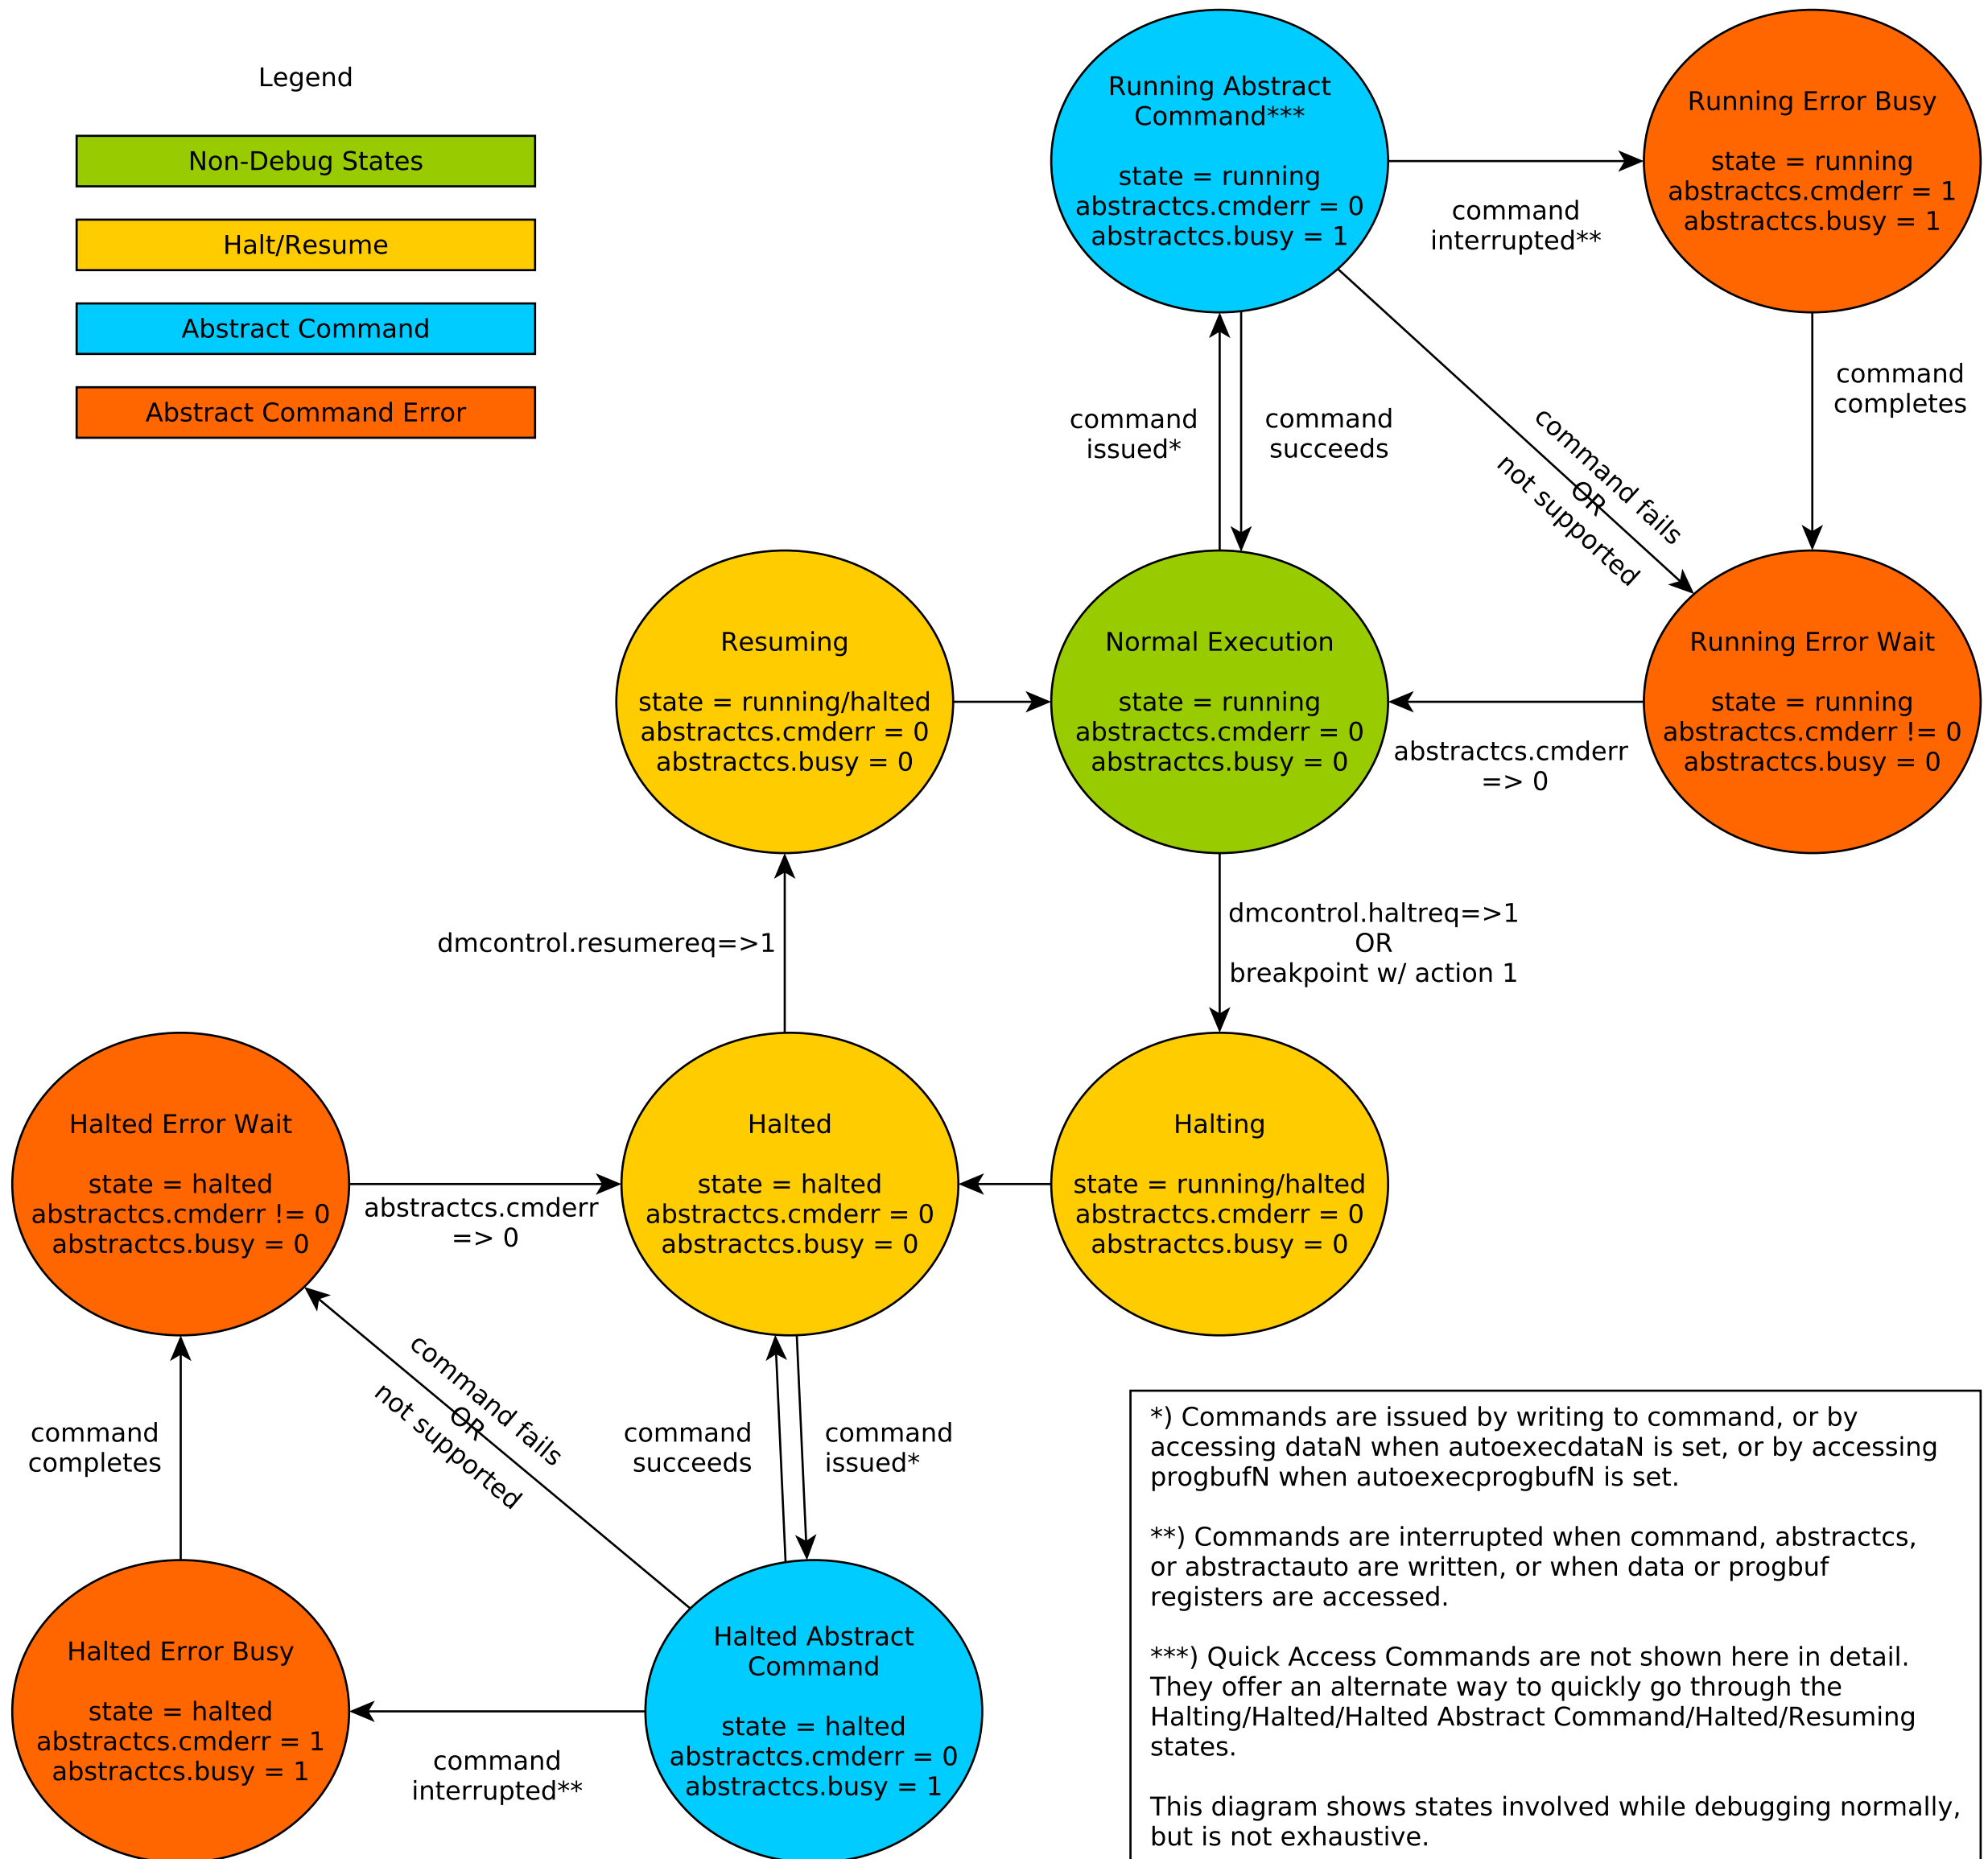 Legend
Non-Debug States
Halt/Resume
Abstract Command
Abstract Command Error
Running Abstract
Command***
state = running
abstractcs.cmderr = 0
abstractcs.busy = 1
command
interrupted**
Running Error Busy
state = running
abstractcs.cmderr = 1
abstractcs.busy = 1
command
issued*
command
succeeds
command fails
OR
not supported
command
completes
Resuming
state = running/halted
abstractcs.cmderr = 0
abstractcs.busy = 0
Normal Execution
state = running
abstractcs.cmderr = 0
abstractcs.busy = 0
abstractcs.cmderr
=> 0
Running Error Wait
state = running
abstractcs.cmderr != 0
abstractcs.busy = 0
dmcontrol.resumereq=>1
dmcontrol.haltreq=>1
OR
breakpoint w/ action 1
Halted Error Wait
state = halted
abstractcs.cmderr != 0
abstractcs.busy = 0
abstractcs.cmderr
=> 0
Halted
state = halted
abstractcs.cmderr = 0
abstractcs.busy = 0
Halting
state = running/halted
abstractcs.cmderr = 0
abstractcs.busy = 0
command
completes
command fails
OR
not supported
command
succeeds
command
issued*
Halted Error Busy
state = halted
abstractcs.cmderr = 1
abstractcs.busy = 1
command
interrupted**
Halted Abstract
Command
state = halted
abstractcs.cmderr = 0
abstractcs.busy = 1
*) Commands are issued by writing to command, or by
accessing dataN when autoexecdataN is set, or by accessing
progbufN when autoexecprogbufN is set.
**) Commands are interrupted when command, abstractcs,
or abstractauto are written, or when data or progbuf
registers are accessed.
***) Quick Access Commands are not shown here in detail.
They offer an alternate way to quickly go through the
Halting/Halted/Halted Abstract Command/Halted/Resuming
states.
This diagram shows states involved while debugging normally,
but is not exhaustive.